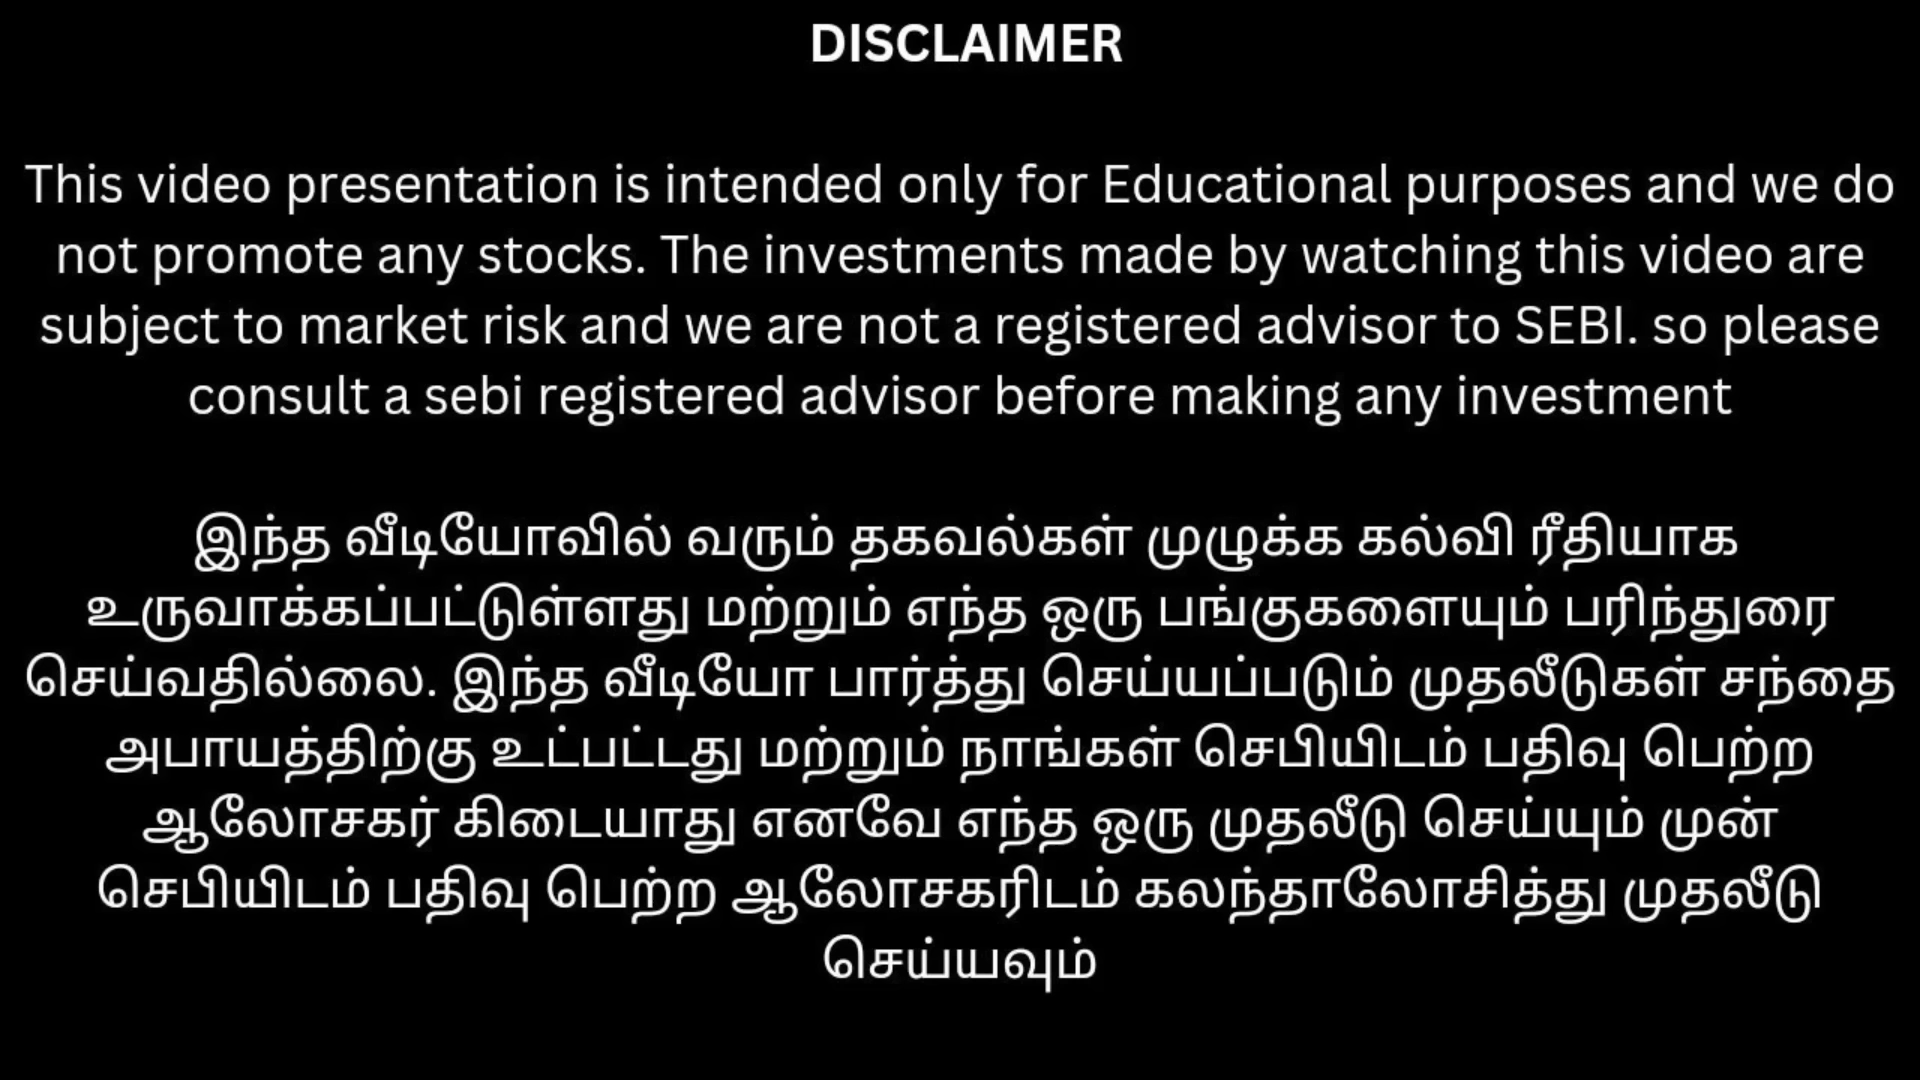 DISCLAIMER
This video presentation is intended only for Educational purposes and we do
not promote any stocks. The investments made by watching this video are
subject to market risk and we are not a registered advisor to SEBI. so please
consult a sebi registered advisor before making any investment
இந்த வீடியோவில் வரும் தகவல்கள் முழுக்க கல்வி ரீதியாக
உருவாக்கப்பட்டுள்ளது மற்றும் எந்த ஒரு பங்குகளையும் பரிந்துரை
செய்வதில்லை. இந்த வீடியோ பார்த்து செய்யப்படும் முதலீடுகள் சந்தை
அபாயத்திற்கு உட்பட்டது மற்றும் நாங்கள் செபியிடம் பதிவு பெற்ற
ஆலோசகர் கிடையாது எனவே எந்த ஒரு முதலீடு செய்யும் முன்
செபியிடம் பதிவு பெற்ற ஆலோசகரிடம் கலந்தாலோசித்து முதலீடு
செய்யவும்